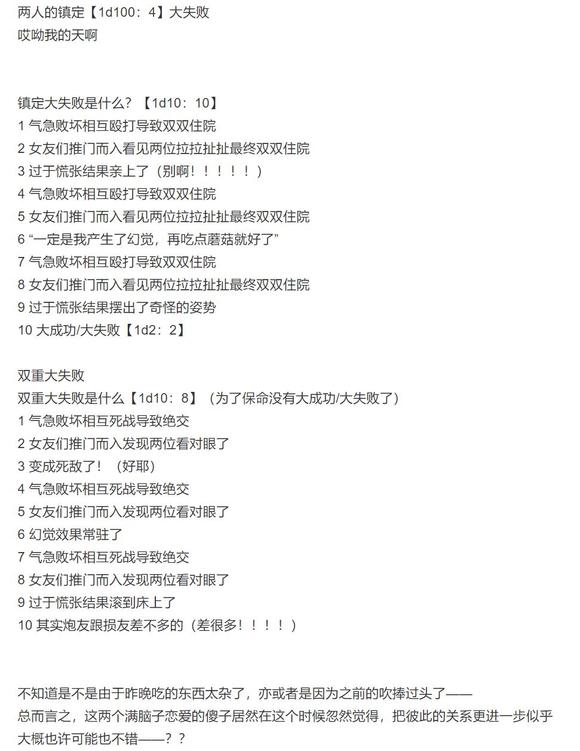 两人的镇定【1d100：4】大失败
哎呦我的天啊
镇定大失败是什么？【1d10：10】
1 气急败坏相互殴打导致双双住院
2 女友们推门而入看见两位拉拉扯扯最终双双住院
3 过于慌张结果亲上了（别啊！！！！！）
4 气急败坏相互殴打导致双双住院
5 女友们推门而入看见两位拉拉扯扯最终双双住院
6 “一定是我产生了幻觉，再吃点蘑菇就好了”
7 气急败坏相互殴打导致双双住院
8 女友们推门而入看见两位拉拉扯扯最终双双住院
9 过于慌张结果摆出了奇怪的姿势
10 大成功/大失败【1d2：2】
双重大失败
双重大失败是什么【1d10：8】（为了保命没有大成功/大失败了）
1 气急败坏相互死战导致绝交
2 女友们推门而入发现两位看对眼了
3 变成死敌了！（好耶）
4 气急败坏相互死战导致绝交
5 女友们推门而入发现两位看对眼了
6 幻觉效果常驻了
7 气急败坏相互死战导致绝交
8 女友们推门而入发现两位看对眼了
9 过于慌张结果滚到床上了
10 其实炮友跟损友差不多的（差很多！！！！）
不知道是不是由于昨晚吃的东西太杂了，亦或者是因为之前的吹捧过头了——
总而言之，这两个满脑子恋爱的傻子居然在这个时候忽然觉得，把彼此的关系更进一步似乎
大概也许可能也不错——？？